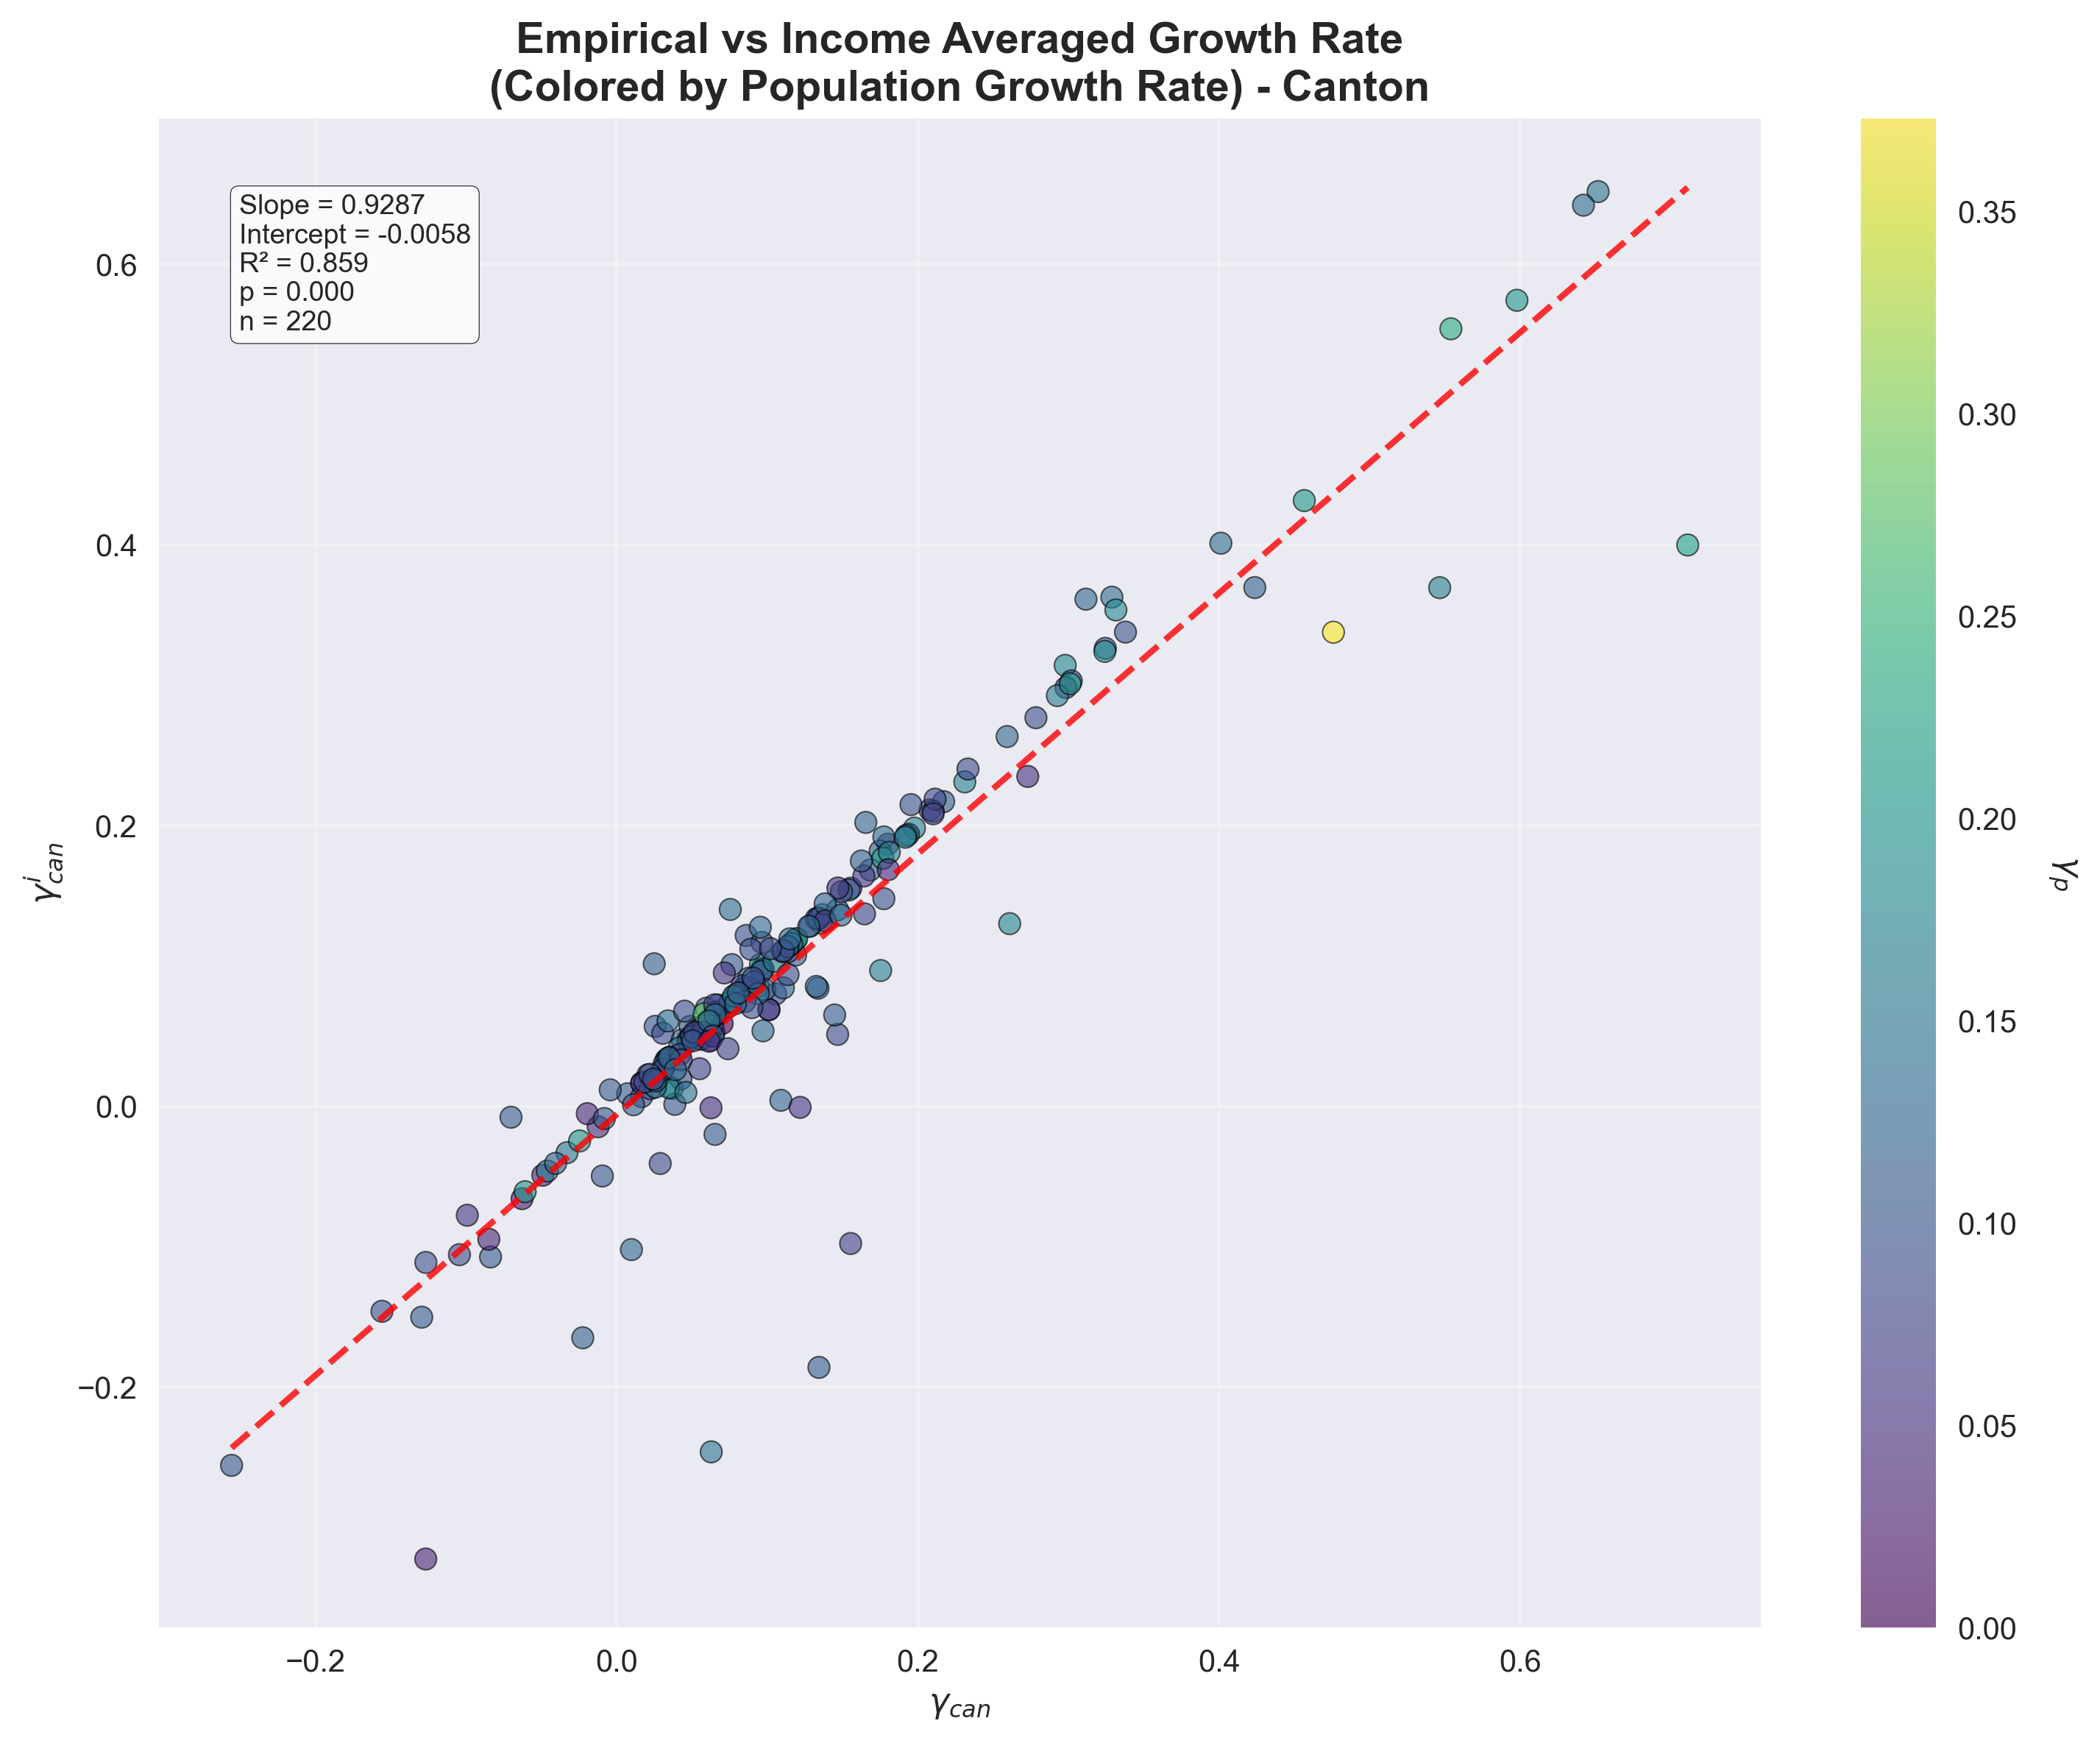 Empirical vs Income Averaged Growth Rate
(Colored by Population Growth Rate) - Canton
Slope = 0.9287
Intercept = -0.0058
R² = 0.859
p = 0.000
n = 220
0.6
0.4
0.2
0.0
−0.2
γ^i_can
−0.2
0.0
0.2
0.4
0.6
γ_can
0.35
0.30
0.25
0.20
0.15
0.10
0.05
0.00
γ_p